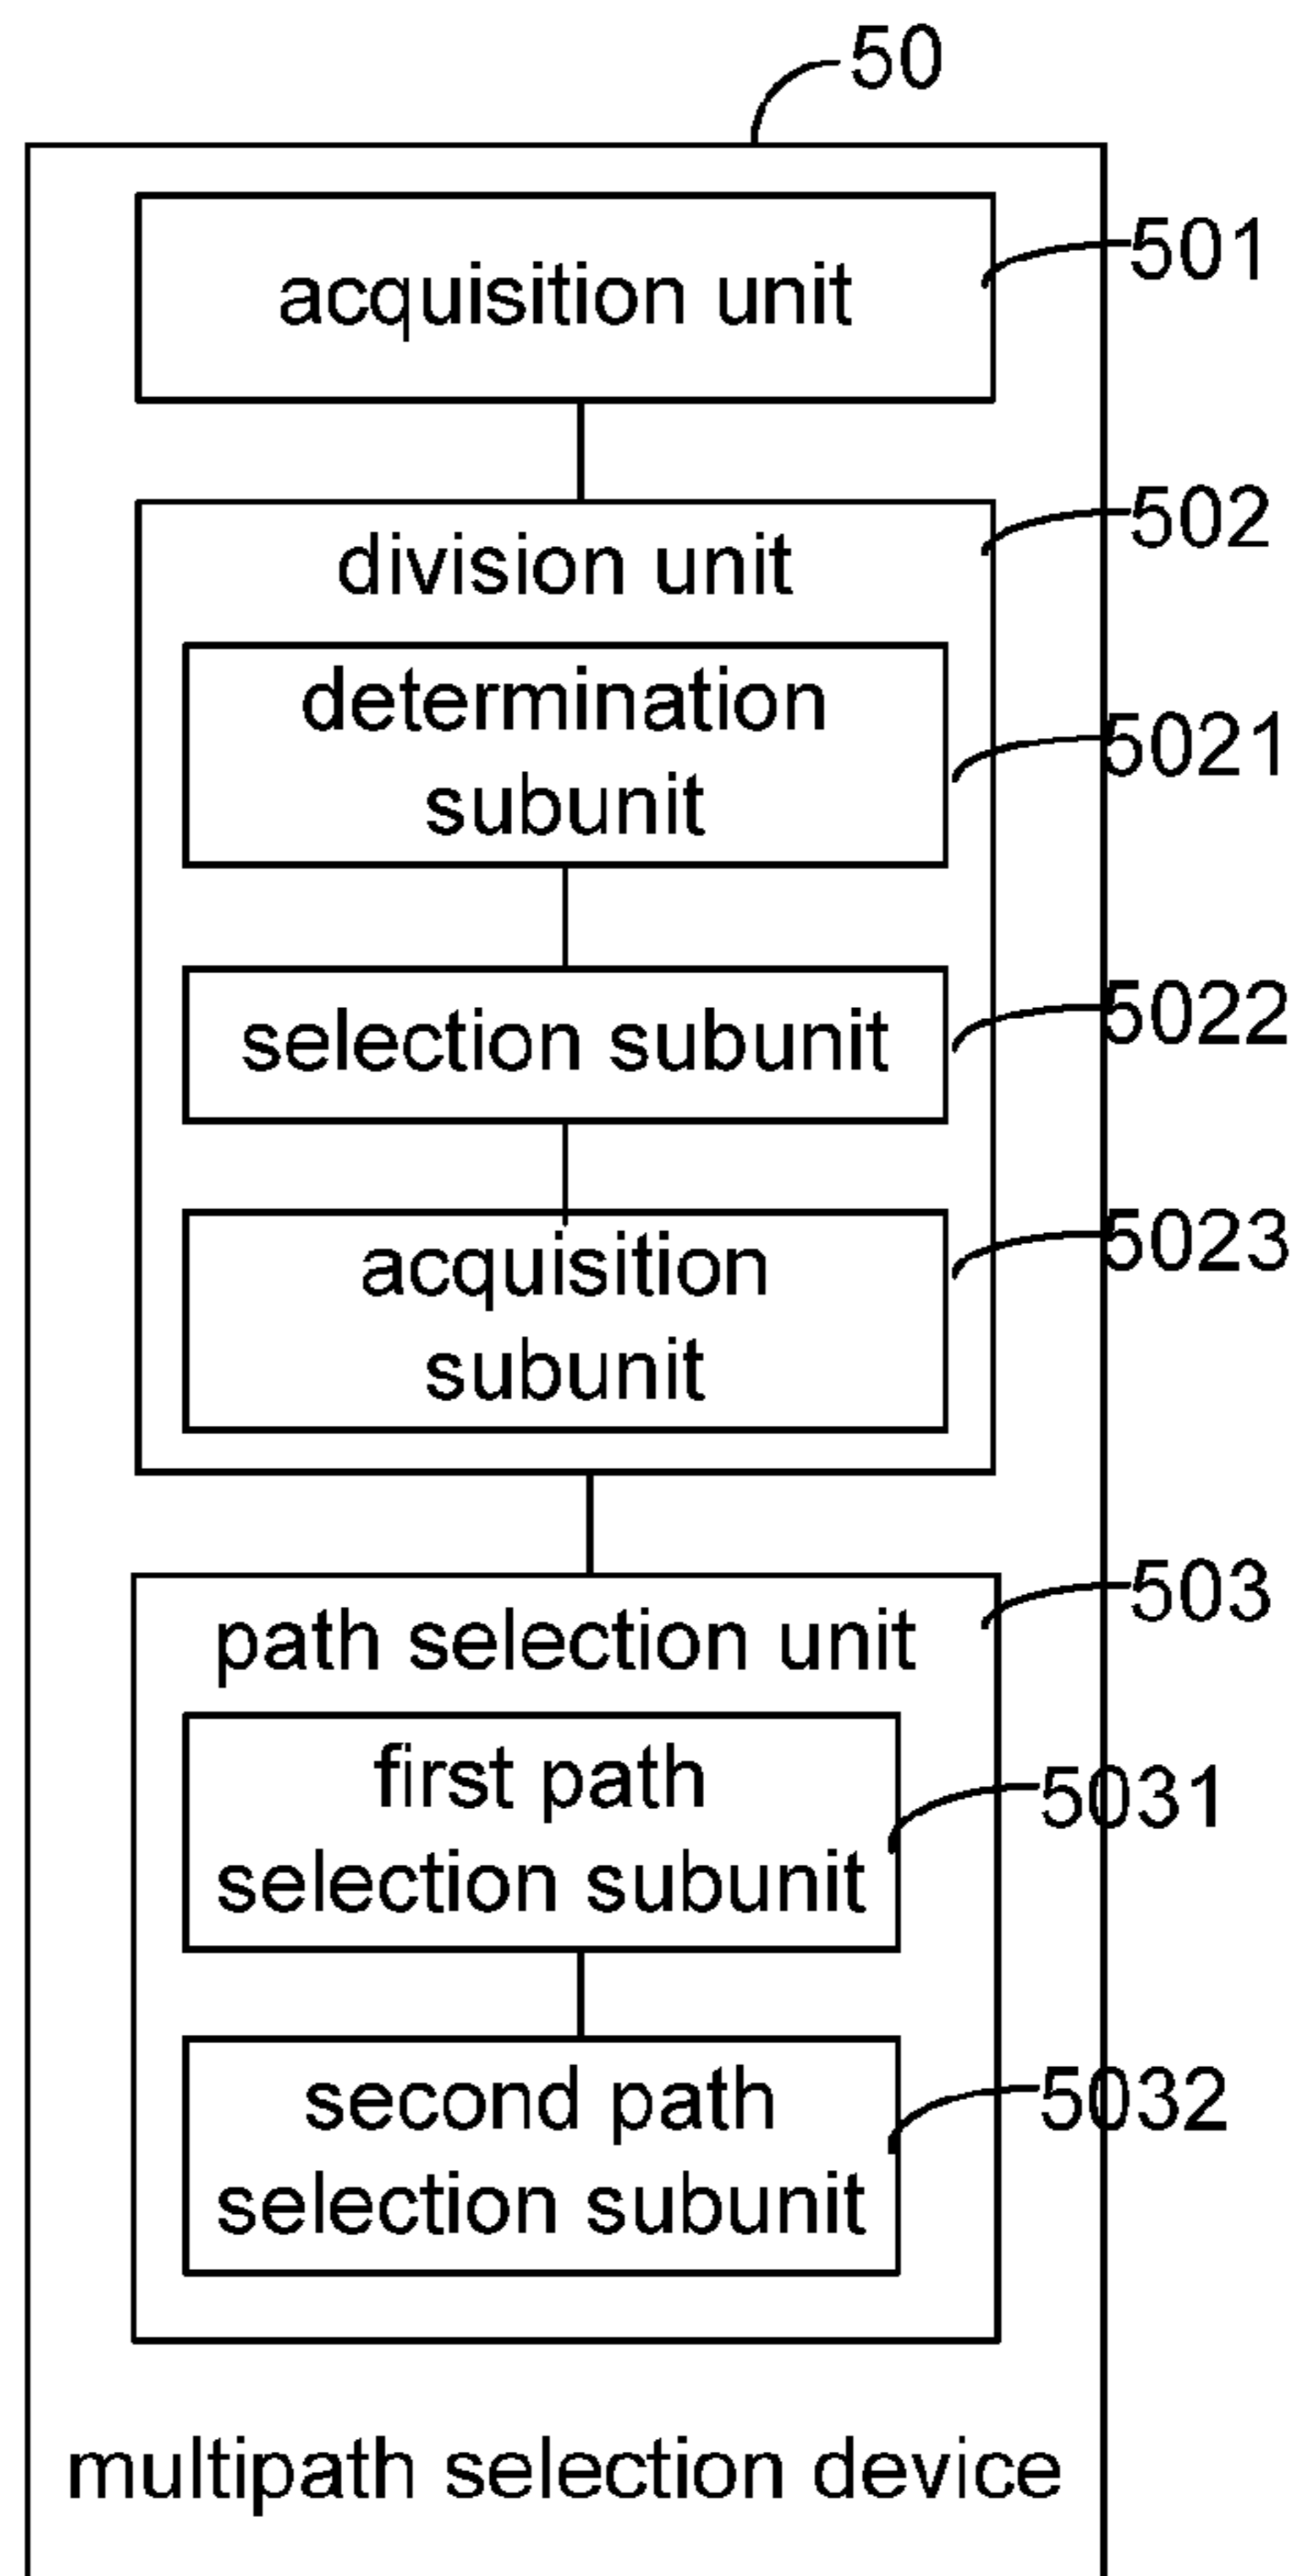 50
acquisition unit
501
division unit
502
determination
subunit
5021
selection subunit
5022
acquisition
subunit
5023
path selection unit
503
first path
selection subunit
5031
second path
selection subunit
5032
multipath selection device